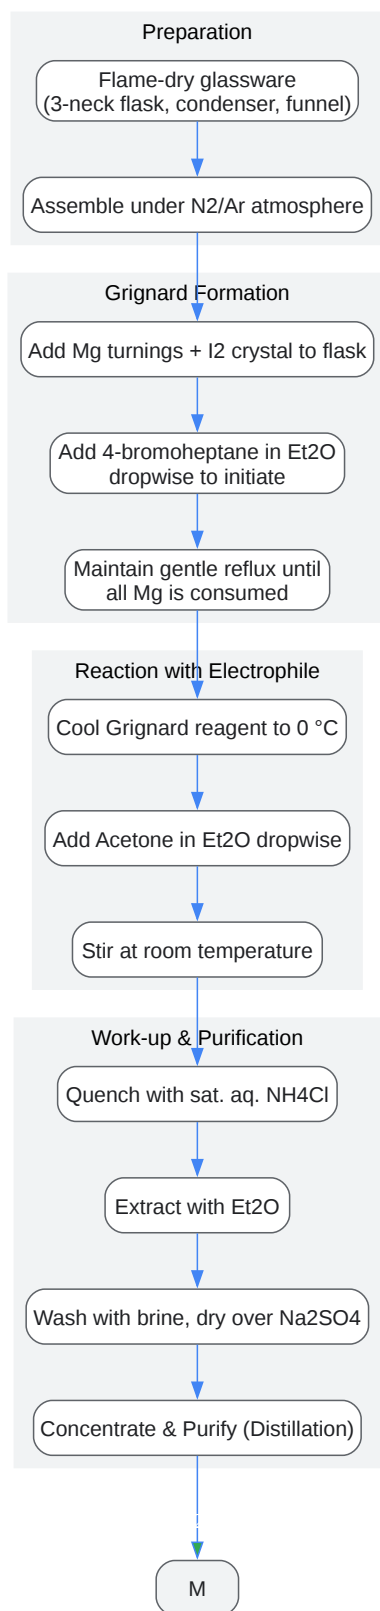 Preparation
Flame-dry glassware
(3-neck flask, condenser, funnel)
Assemble under N2/Ar atmosphere
Grignard Formation
Add Mg turnings + I2 crystal to flask
Add 4-bromoheptane in Et2O
dropwise to initiate
Maintain gentle reflux until
all Mg is consumed
Reaction with Electrophile
Cool Grignard reagent to 0 °C
Add Acetone in Et2O dropwise
Stir at room temperature
Work-up & Purification
Quench with sat. aq. NH4Cl
Extract with Et2O
Wash with brine, dry over Na2SO4
Concentrate & Purify (Distillation)
M